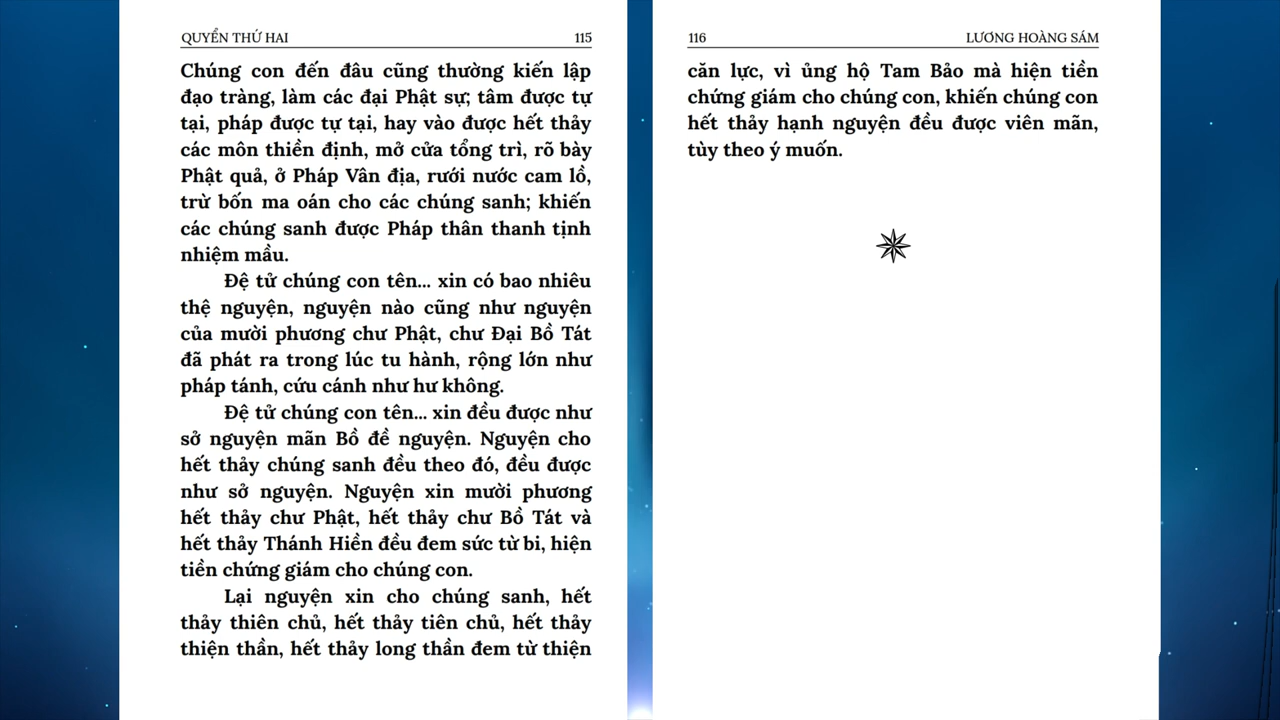 QUYỂN THỨ HAI 115
Chúng con đến đâu cũng thường kiến lập
đạo tràng, làm các đại Phật sự; tâm được tự
tại, pháp được tự tại, hay vào được hết thảy
các môn thiền định, mở cửa tổng trì, rõ bày
Phật quả, ở Pháp Vân địa, rưới nước cam lồ,
trừ bốn ma oán cho các chúng sanh; khiến
các chúng sanh được Pháp thân thanh tịnh
nhiệm mầu.
Đệ tử chúng con tên... xin có bao nhiêu
thệ nguyện, nguyện nào cũng như nguyện
của mười phương chư Phật, chư Đại Bồ Tát
đã phát ra trong lúc tu hành, rộng lớn như
pháp tánh, cứu cánh như hư không.
Đệ tử chúng con tên... xin đều được như
sở nguyện mãn Bồ đề nguyện. Nguyện cho
hết thảy chúng sanh đều theo đó, đều được
như sở nguyện. Nguyện xin mười phương
hết thảy chư Phật, hết thảy chư Bồ Tát và
hết thảy Thánh Hiền đều đem sức từ bi, hiện
tiền chứng giám cho chúng con.
Lại nguyện xin cho chúng sanh, hết
thảy thiên chủ, hết thảy tiên chủ, hết thảy
thiện thần, hết thảy long thần đem từ thiện
116 LƯƠNG HOÀNG SÁM
căn lực, vì ủng hộ Tam Bảo mà hiện tiền
chứng giám cho chúng con, khiến chúng con
hết thảy hạnh nguyện đều được viên mãn,
tùy theo ý muốn.